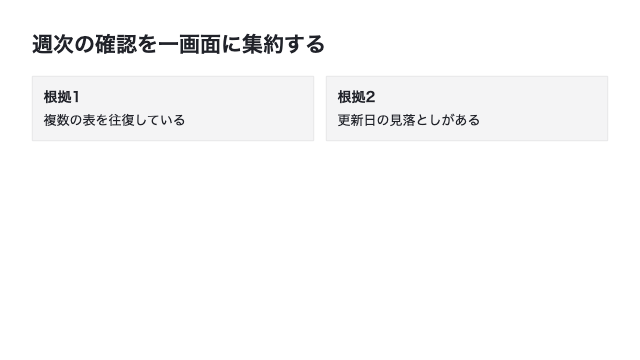 週次の確認を一画面に集約する
根拠1
複数の表を往復している
根拠2
更新日の見落としがある